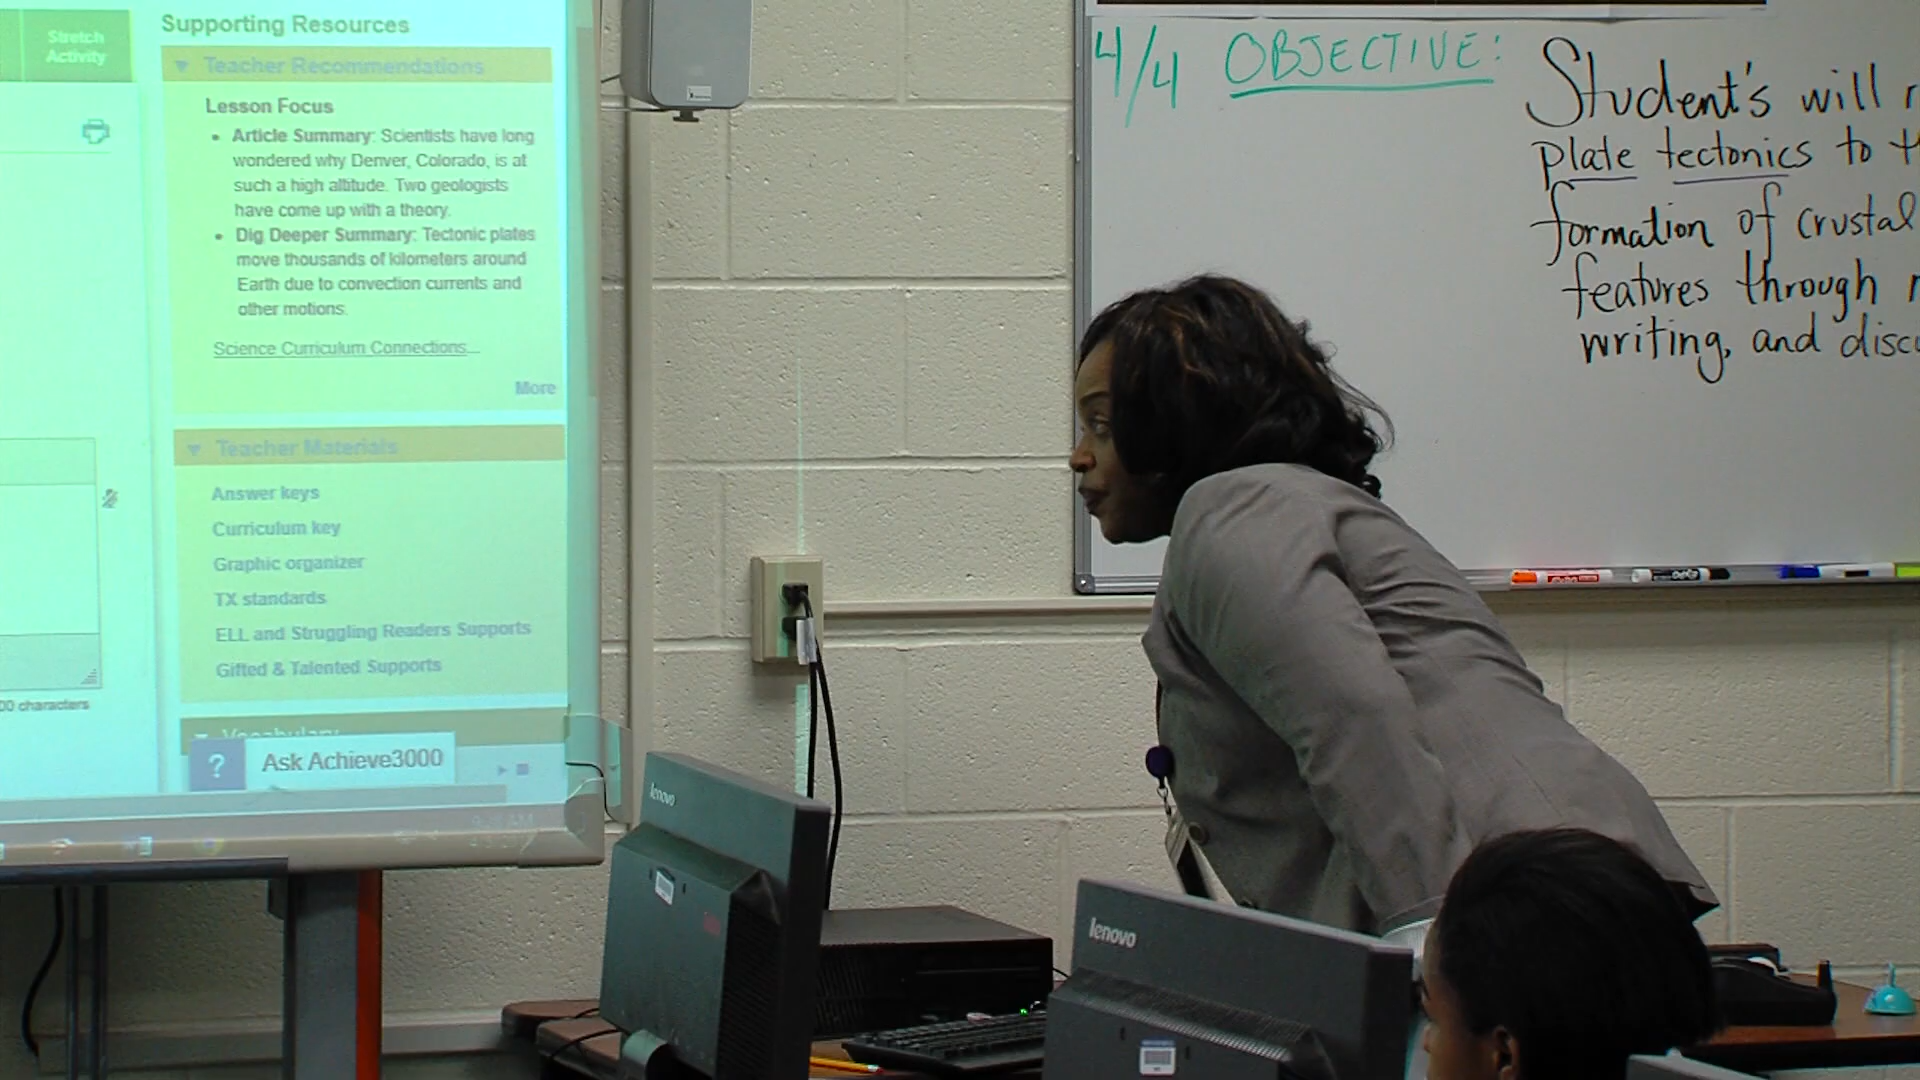 Stretch
Activity
Supporting Resources
Teacher Recommendations
Lesson Focus
Article Summary: Scientists have long
wondered why Denver, Colorado, is at
such a high altitude. Two geologists
have come up with a theory.
Dig Deeper Summary: Tectonic plates
move thousands of kilometers around
Earth due to convection currents and
other motions.
Science Curriculum Connections...
More
Teacher Materials
Answer keys
Curriculum key
Graphic organizer
TX standards
ELL and Struggling Readers Supports
Gifted & Talented Supports
00 characters
Vocabulary
? Ask Achieve3000
4/4 OBJECTIVE:
Student's will r
plate tectonics to t
formation of crustal
features through r
writing, and discu
lenovo
lenovo